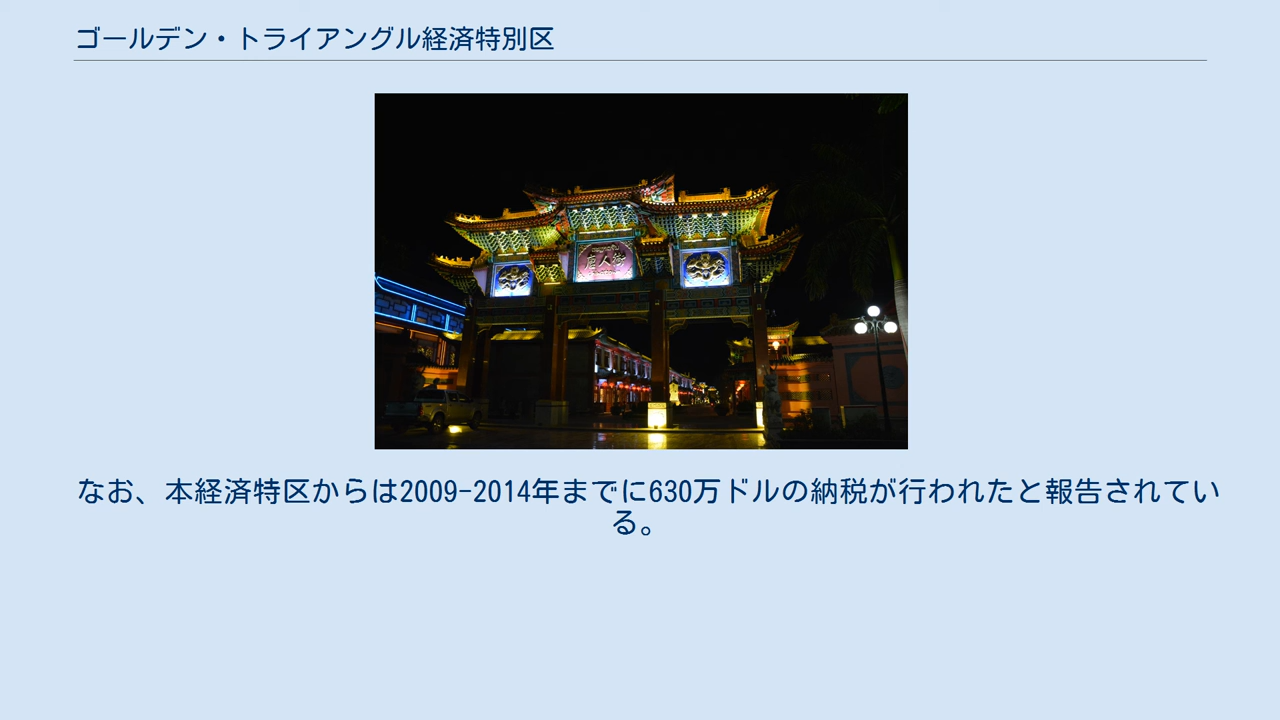 ゴールデン・トライアングル経済特別区
唐人街
なお、本経済特区からは2009-2014年までに630万ドルの納税が行われたと報告されてい
る。